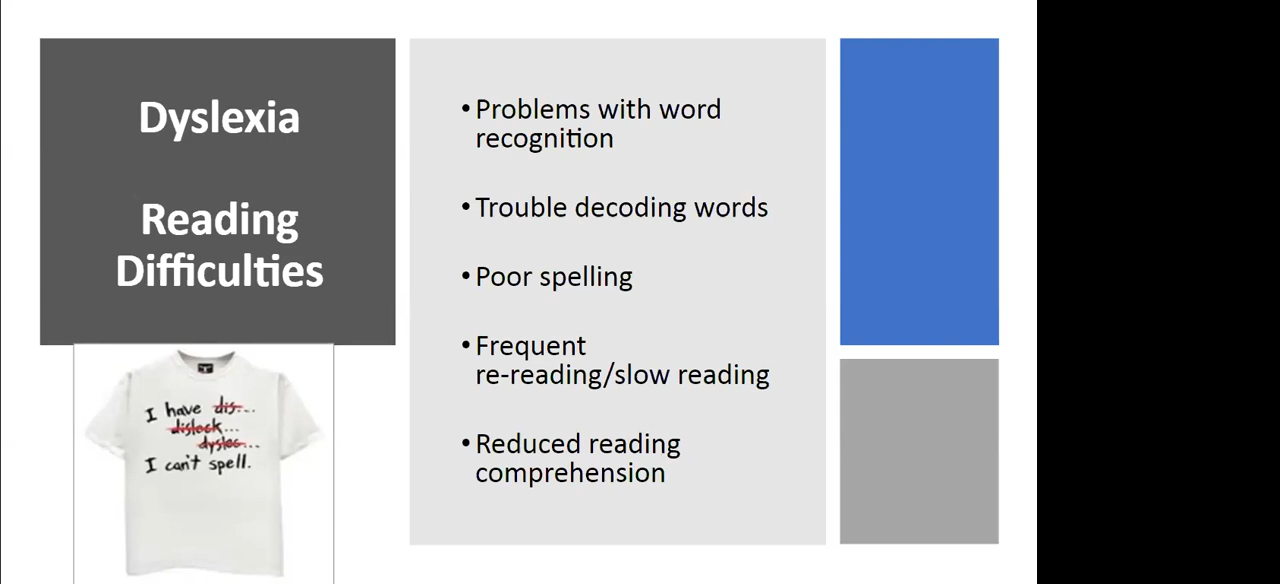 Dyslexia
Reading
Difficulties
• Problems with word
recognition
• Trouble decoding words
• Poor spelling
• Frequent
re-reading/slow reading
• Reduced reading
comprehension
I have dis...
disleck...
dyslec...
I can't spell.